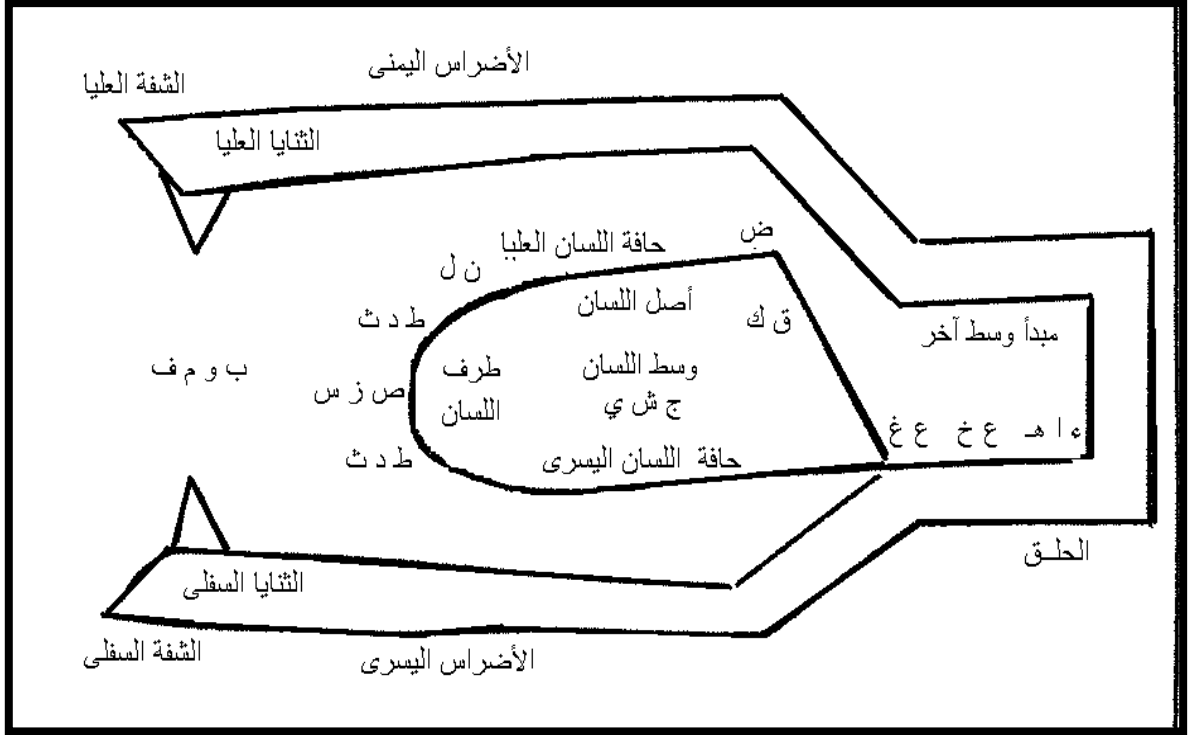 الأضراس اليمنى
الشفة العليا
الثنايا العليا
ض
حافة اللسان العليا
ن ل
أصل اللسان
ق ك
ط د ث
مبدأ وسط آخر
ب و م ف
طرف
وسط اللسان
ص ز س
اللسان
ج ش ي
ء ا هـ ع خ ع غ
ط د ث
حافة اللسان اليسرى
الحلــق
الثنايا السفلى
الشفة السفلى
الأضراس اليسرى